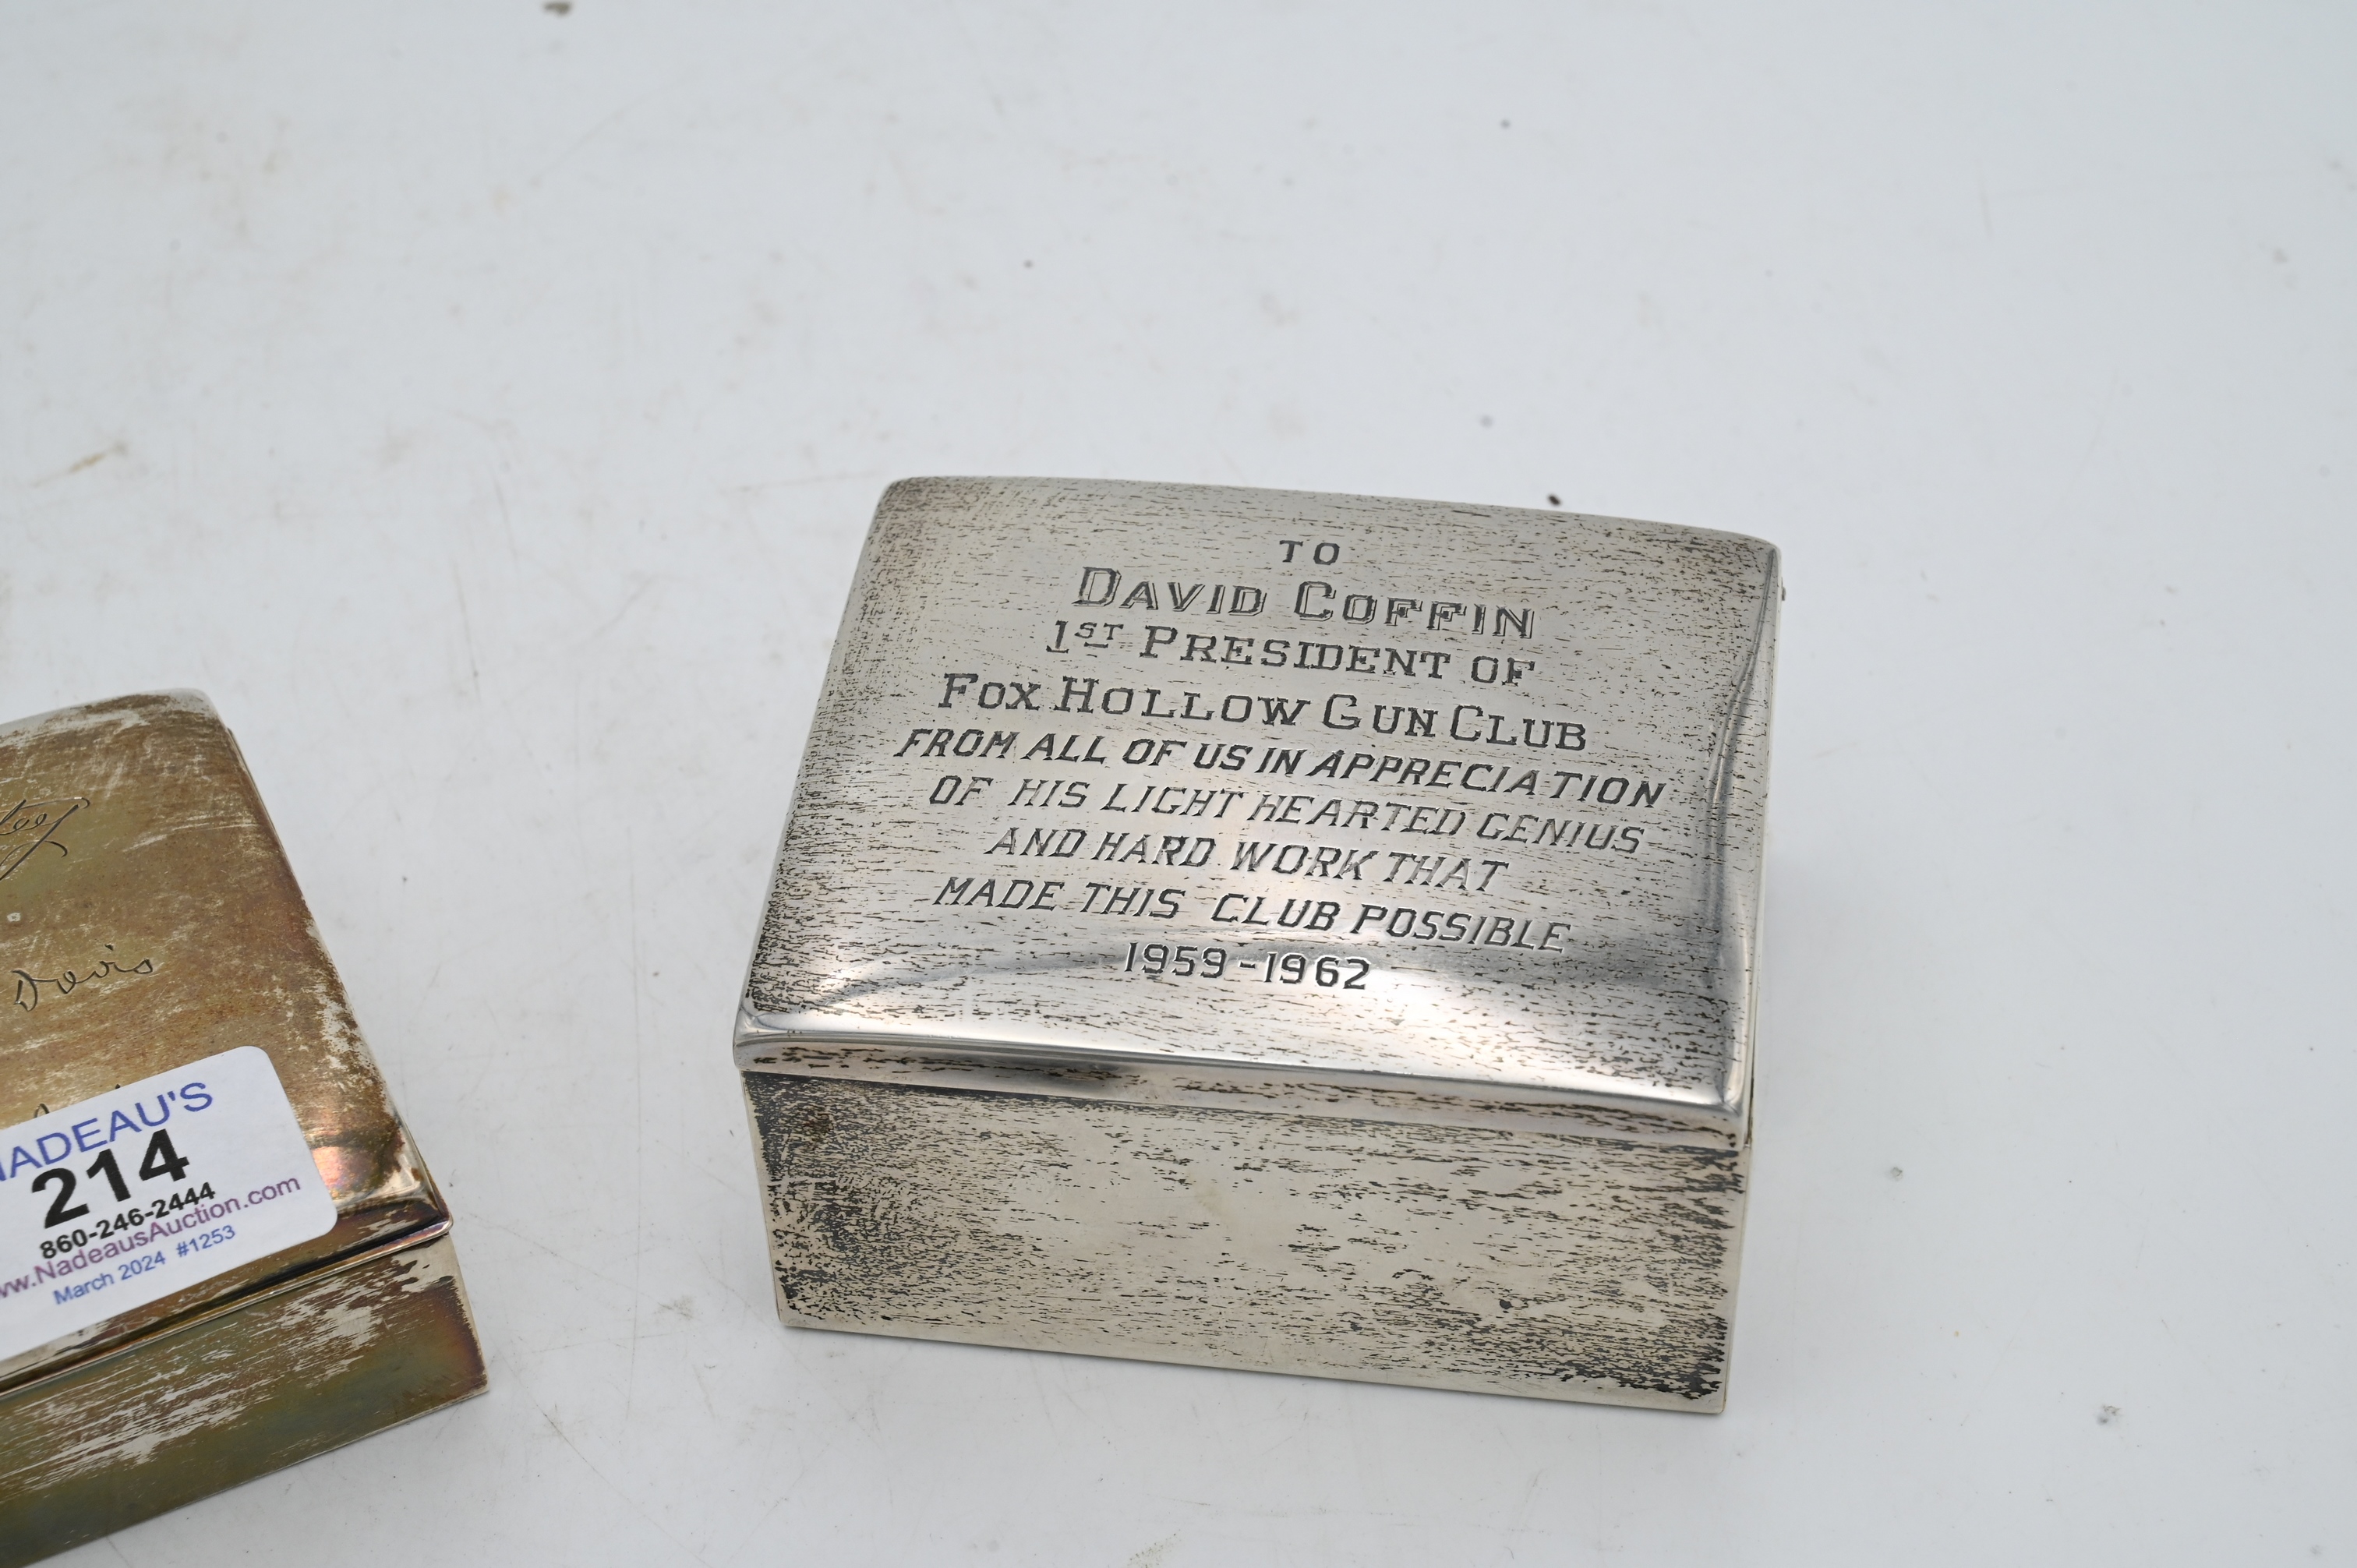 TO
DAVID COFFIN
1ST PRESIDENT OF
FOX HOLLOW GUN CLUB
FROM ALL OF US IN APPRECIATION
OF HIS LIGHT HEARTED GENIUS
AND HARD WORK THAT
MADE THIS CLUB POSSIBLE
1959-1962
Davis
NADEAU'S
214
860-246-2444
www.NadeausAuction.com
March 2024 #1253